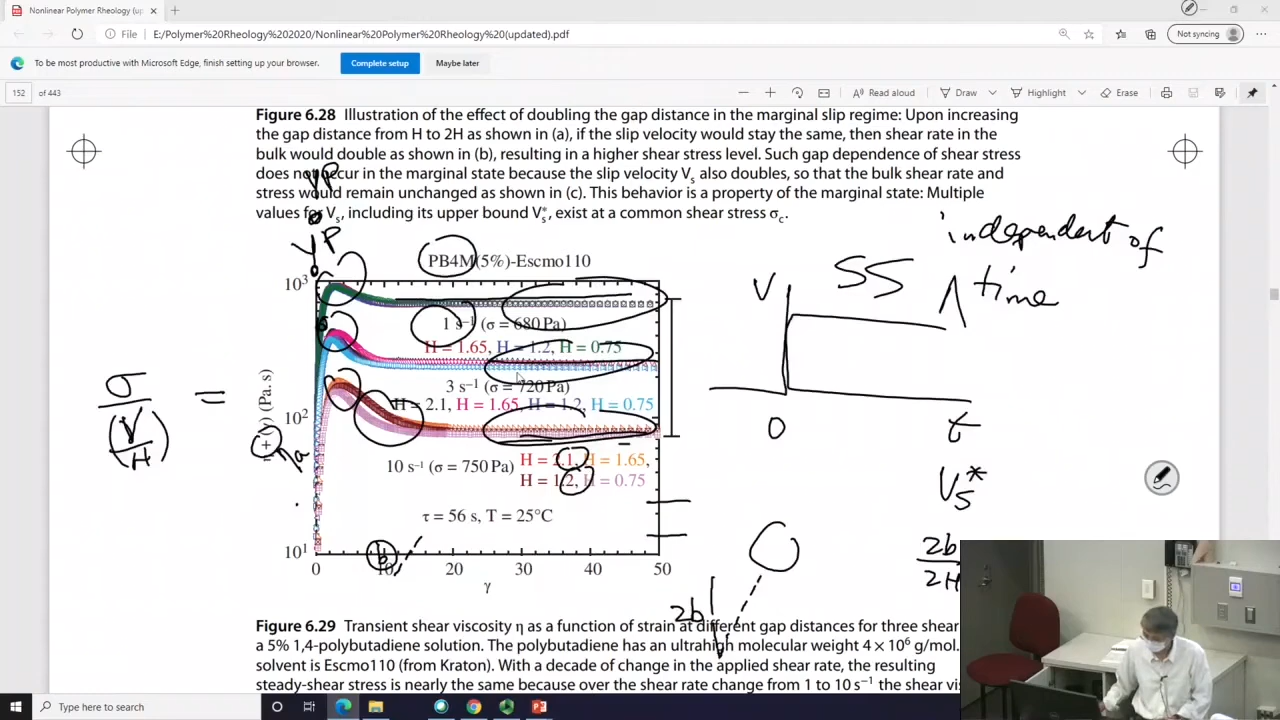 Nonlinear Polymer Rheology (up
File
E:/Polymer%20Rheology%202020/Nonlinear%20Polymer%20Rheology%20(updated).pdf
Not syncing
To be most productive with Microsoft Edge, finish setting up your browser.
Complete setup
Maybe later
152
of 443
Read aloud
Draw
Highlight
Erase
Figure 6.28 Illustration of the effect of doubling the gap distance in the marginal slip regime: Upon increasing
the gap distance from H to 2H as shown in (a), if the slip velocity would stay the same, then shear rate in the
bulk would double as shown in (b), resulting in a higher shear stress level. Such gap dependence of shear stress
does not occur in the marginal state because the slip velocity Vs also doubles, so that the bulk shear rate and
stress would remain unchanged as shown in (c). This behavior is a property of the marginal state: Multiple
values for Vs, including its upper bound Vs*, exist at a common shear stress σc.
VP
VP
independent of
time
SS
V
0
t
PB4M(5%)-Escmo110
10³
1 s⁻¹ (σ = 680 Pa)
H = 1.65, H = 1.2, H = 0.75
3 s⁻¹ (σ = 720 Pa)
H = 2.1, H = 1.65, H = 1.2, H = 0.75
10²
10 s⁻¹ (σ = 750 Pa)
H = 2.1, H = 1.65,
H = 1.2, H = 0.75
τ = 56 s, T = 25°C
10¹
0
10
20
30
40
50
γ
(Pa. s)
σ
(V/H)
=
Vs*
b
2b
2b
2H
Figure 6.29 Transient shear viscosity η as a function of strain at different gap distances for three shear
a 5% 1,4-polybutadiene solution. The polybutadiene has an ultrahigh molecular weight 4 × 10⁶ g/mol.
solvent is Escmo110 (from Kraton). With a decade of change in the applied shear rate, the resulting
steady-shear stress is nearly the same because over the shear rate change from 1 to 10 s⁻¹ the shear vis
Type here to search